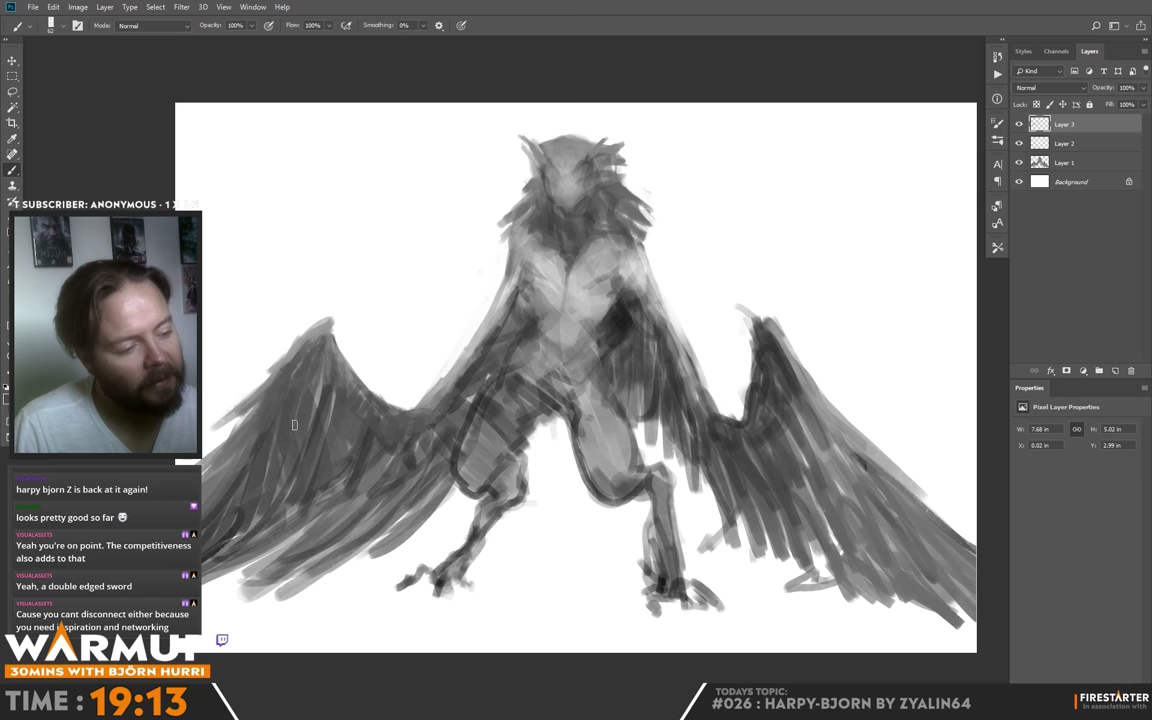 File Edit Image Layer Type Select Filter 3D View Window Help
62 Mode: Normal Opacity: 100% Flow: 100% Smoothing: 0%
Styles Channels Layers
Kind
Normal Opacity: 100%
Lock: Fill: 100%
Layer 3
Layer 2
Layer 1
Background
Properties
Pixel Layer Properties
W: 7.68 in H: 5.02 in
X: 0.02 in Y: 2.99 in
T SUBSCRIBER: ANONYMOUS - 1
harpy bjorn Z is back at it again!
looks pretty good so far
VISUALASSETS
Yeah you're on point. The competitiveness
also adds to that
VISUALASSETS
Yeah, a double edged sword
VISUALASSETS
Cause you cant disconnect either because
you need inspiration and networking
WARMUP
30MINS WITH BJÖRN HURRI
TIME : 19:13
TODAYS TOPIC:
#026 : HARPY-BJORN BY ZYALIN64
FIRESTARTER
In association with